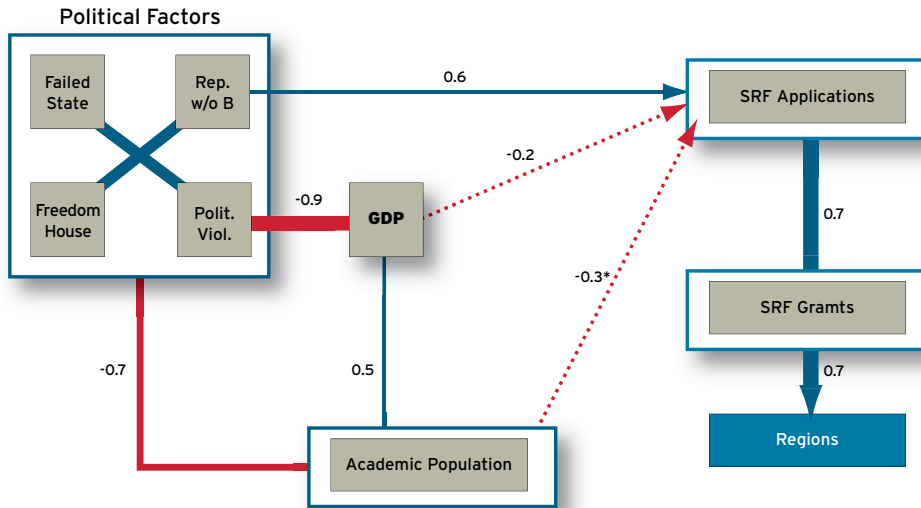 Political Factors
Failed
State
Rep.
w/o B
0.6
SRF Applications
-0.2
Freedom
House
Polit.
Viol.
-0.9
GDP
0.7
-0.3*
SRF Gramts
-0.7
0.5
0.7
Regions
Academic Population